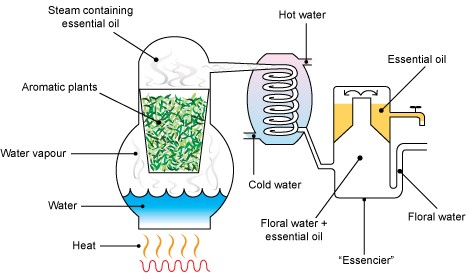 Steam containing
essential oil
Hot water
Essential oil
Aromatic plants
Water vapour
Cold water
Water
Floral water +
essential oil
Floral water
Heat
“Essencier”